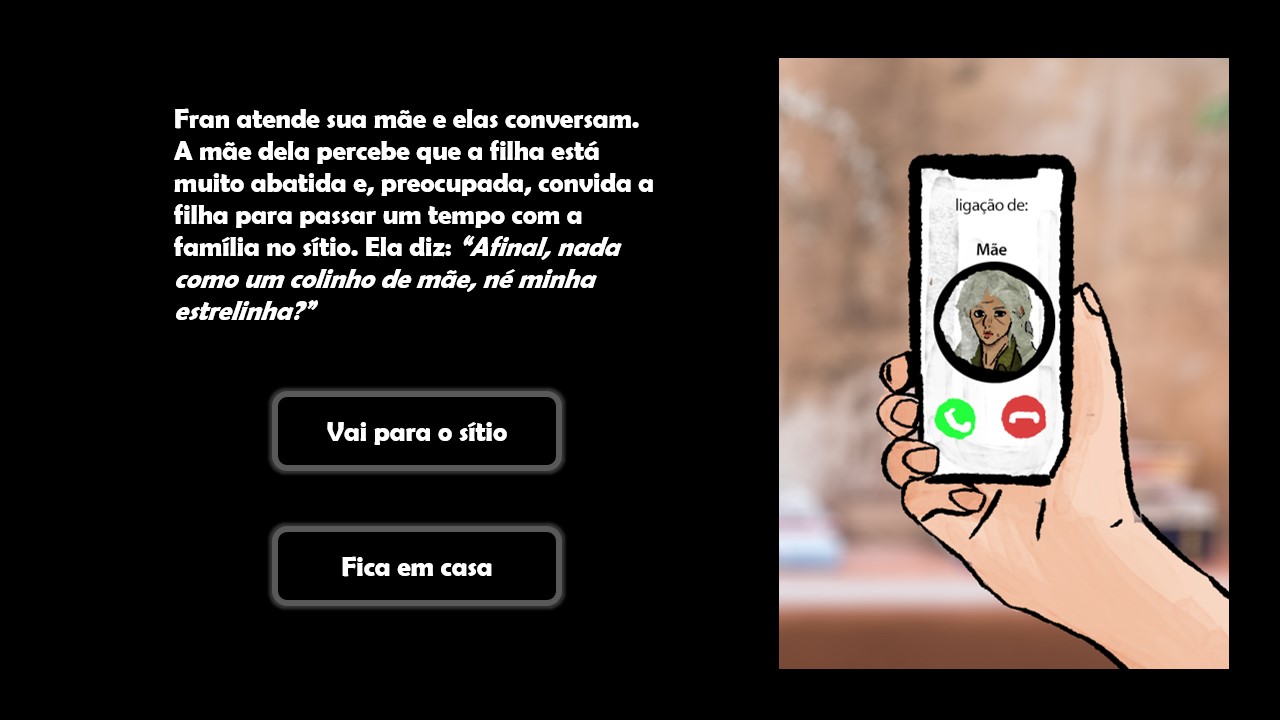 Fran atende sua mãe e elas conversam.
A mãe dela percebe que a filha está
muito abatida e, preocupada, convida a
filha para passar um tempo com a
família no sítio. Ela diz: “Afinal, nada
como um colinho de mãe, né minha
estrelinha?”
Vai para o sítio
Fica em casa
ligação de:
Mãe